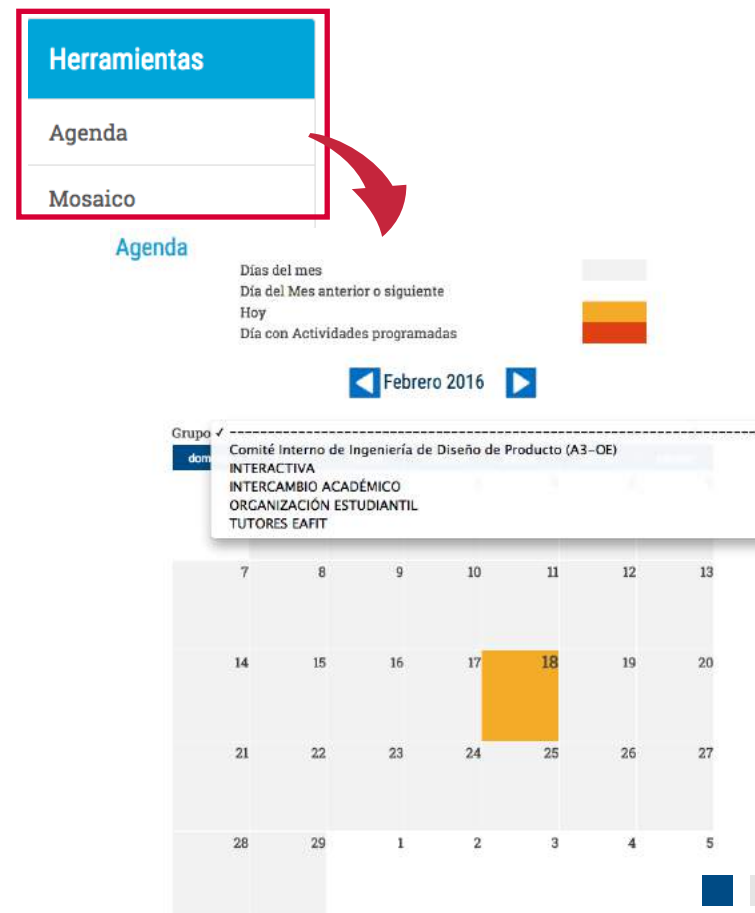 Herramientas
Agenda
Mosaico
Agenda
Días del mes
Día del Mes anterior o siguiente
Hoy
Día con Actividades programadas
Febrero 2016
Grupo ✓ ------------------------------------------------------------
dom
Comité Interno de Ingeniería de Diseño de Producto (A3-OE)
INTERACTIVA
INTERCAMBIO ACADÉMICO
ORGANIZACIÓN ESTUDIANTIL
TUTORES EAFIT
7 8 9 10 11 12 13
14 15 16 17 18 19 20
21 22 23 24 25 26 27
28 29 1 2 3 4 5